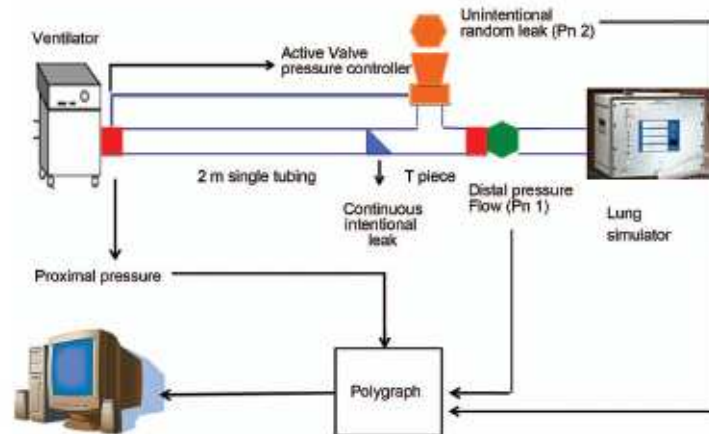 Unintentional
random leak (Pn 2)
Ventilator
Active Valve
pressure controller
2 m single tubing
T piece
Continuous
intentional
leak
Distal pressure
Flow (Pn 1)
Lung
simulator
Proximal pressure
Polygraph